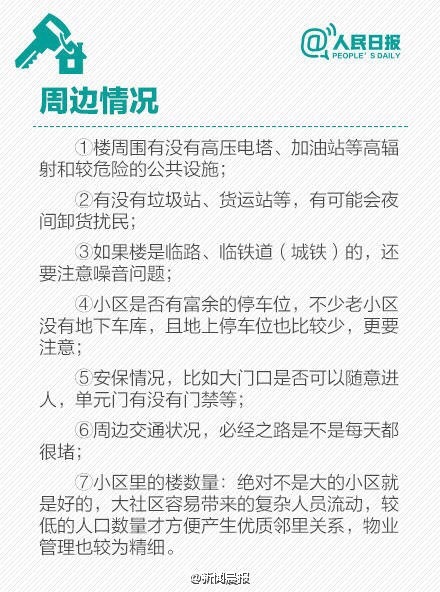 @人民日报
PEOPLE'S DAILY
周边情况
①楼周围有没有高压电塔、加油站等高辐
射和较危险的公共设施；
②有没有垃圾站、货运站等，有可能会夜
间卸货扰民；
③如果楼是临路、临铁道（城铁）的，还
要注意噪音问题；
④小区是否有富余的停车位，不少老小区
没有地下车库，且地上停车位也比较少，更要
注意；
⑤安保情况，比如大门口是否可以随意进
人，单元门有没有门禁等；
⑥周边交通状况，必经之路是不是每天都
很堵；
⑦小区里的楼数量：绝对不是大的小区就
是好的，大社区容易带来的复杂人员流动，较
低的人口数量才方便产生优质邻里关系，物业
管理也较为精细。
@新闻晨报